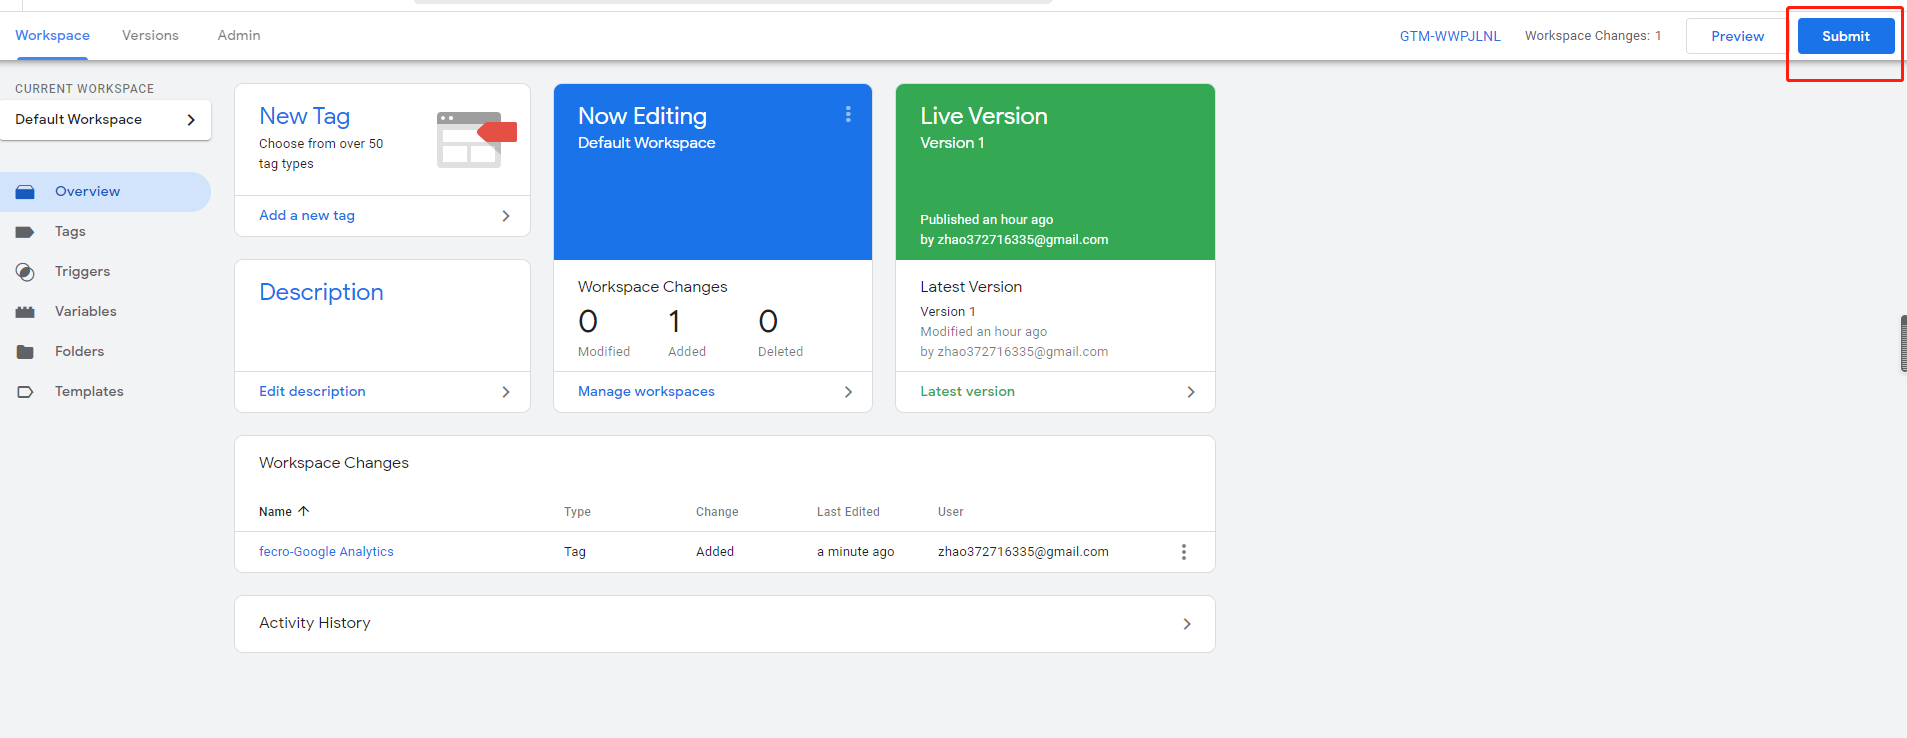 Workspace Versions Admin GTM-WWPJLNL Workspace Changes: 1 Preview Submit
CURRENT WORKSPACE
Default Workspace
Overview
Tags
Triggers
Variables
Folders
Templates
New Tag
Choose from over 50
tag types
Add a new tag
Description
Edit description
Now Editing
Default Workspace
Workspace Changes
0 1 0
Modified Added Deleted
Manage workspaces
Live Version
Version 1
Published an hour ago
by zhao372716335@gmail.com
Latest Version
Version 1
Modified an hour ago
by zhao372716335@gmail.com
Latest version
Workspace Changes
Name Type Change Last Edited User
fecro-Google Analytics Tag Added a minute ago zhao372716335@gmail.com
Activity History